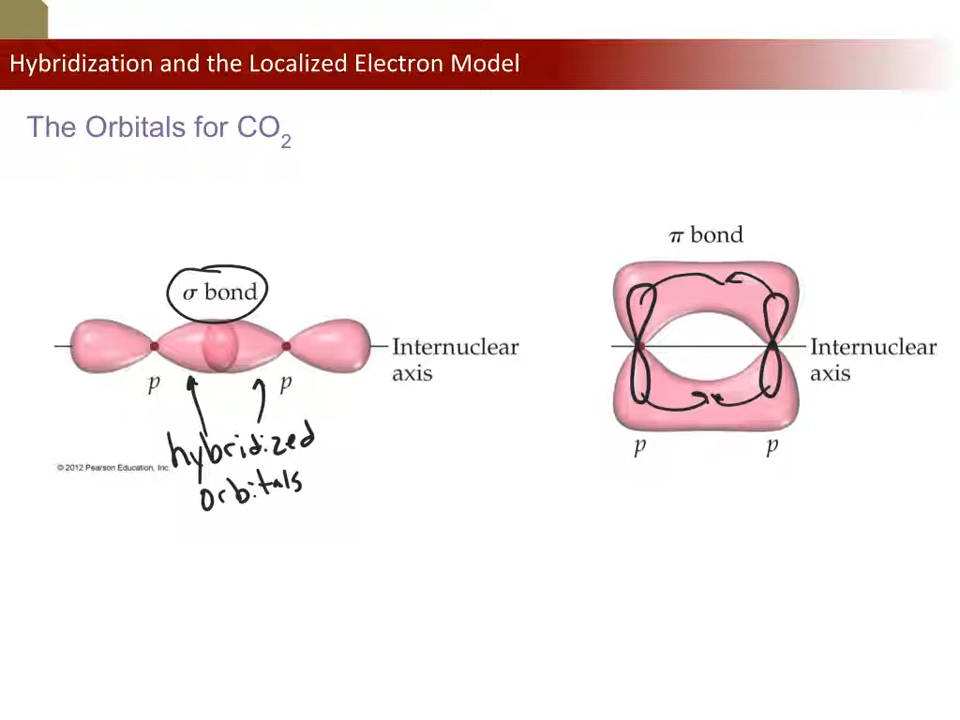 Hybridization and the Localized Electron Model
The Orbitals for CO₂
π bond
σ bond
Internuclear
axis
p
p
hybridized
orbitals
© 2012 Pearson Education, Inc.
Internuclear
axis
p
p